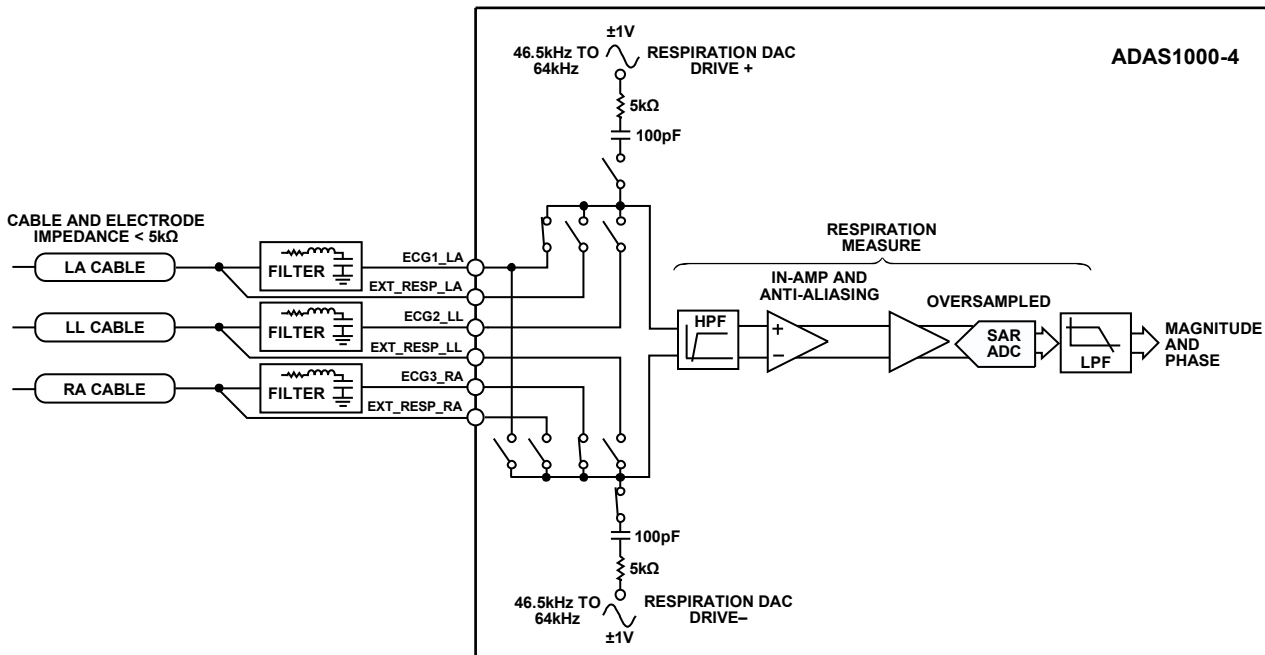 ±1V
46.5kHz TO
64kHz
RESPIRATION DAC
DRIVE +
ADAS1000-4
5kΩ
100pF
CABLE AND ELECTRODE
IMPEDANCE < 5kΩ
LA CABLE
FILTER
ECG1_LA
EXT_RESP_LA
LL CABLE
FILTER
ECG2_LL
EXT_RESP_LL
RA CABLE
FILTER
ECG3_RA
EXT_RESP_RA
RESPIRATION
MEASURE
IN-AMP AND
ANTI-ALIASING
OVERSAMPLED
HPF
+
−
SAR
ADC
LPF
MAGNITUDE
AND
PHASE
100pF
5kΩ
46.5kHz TO
64kHz
RESPIRATION DAC
DRIVE–
±1V